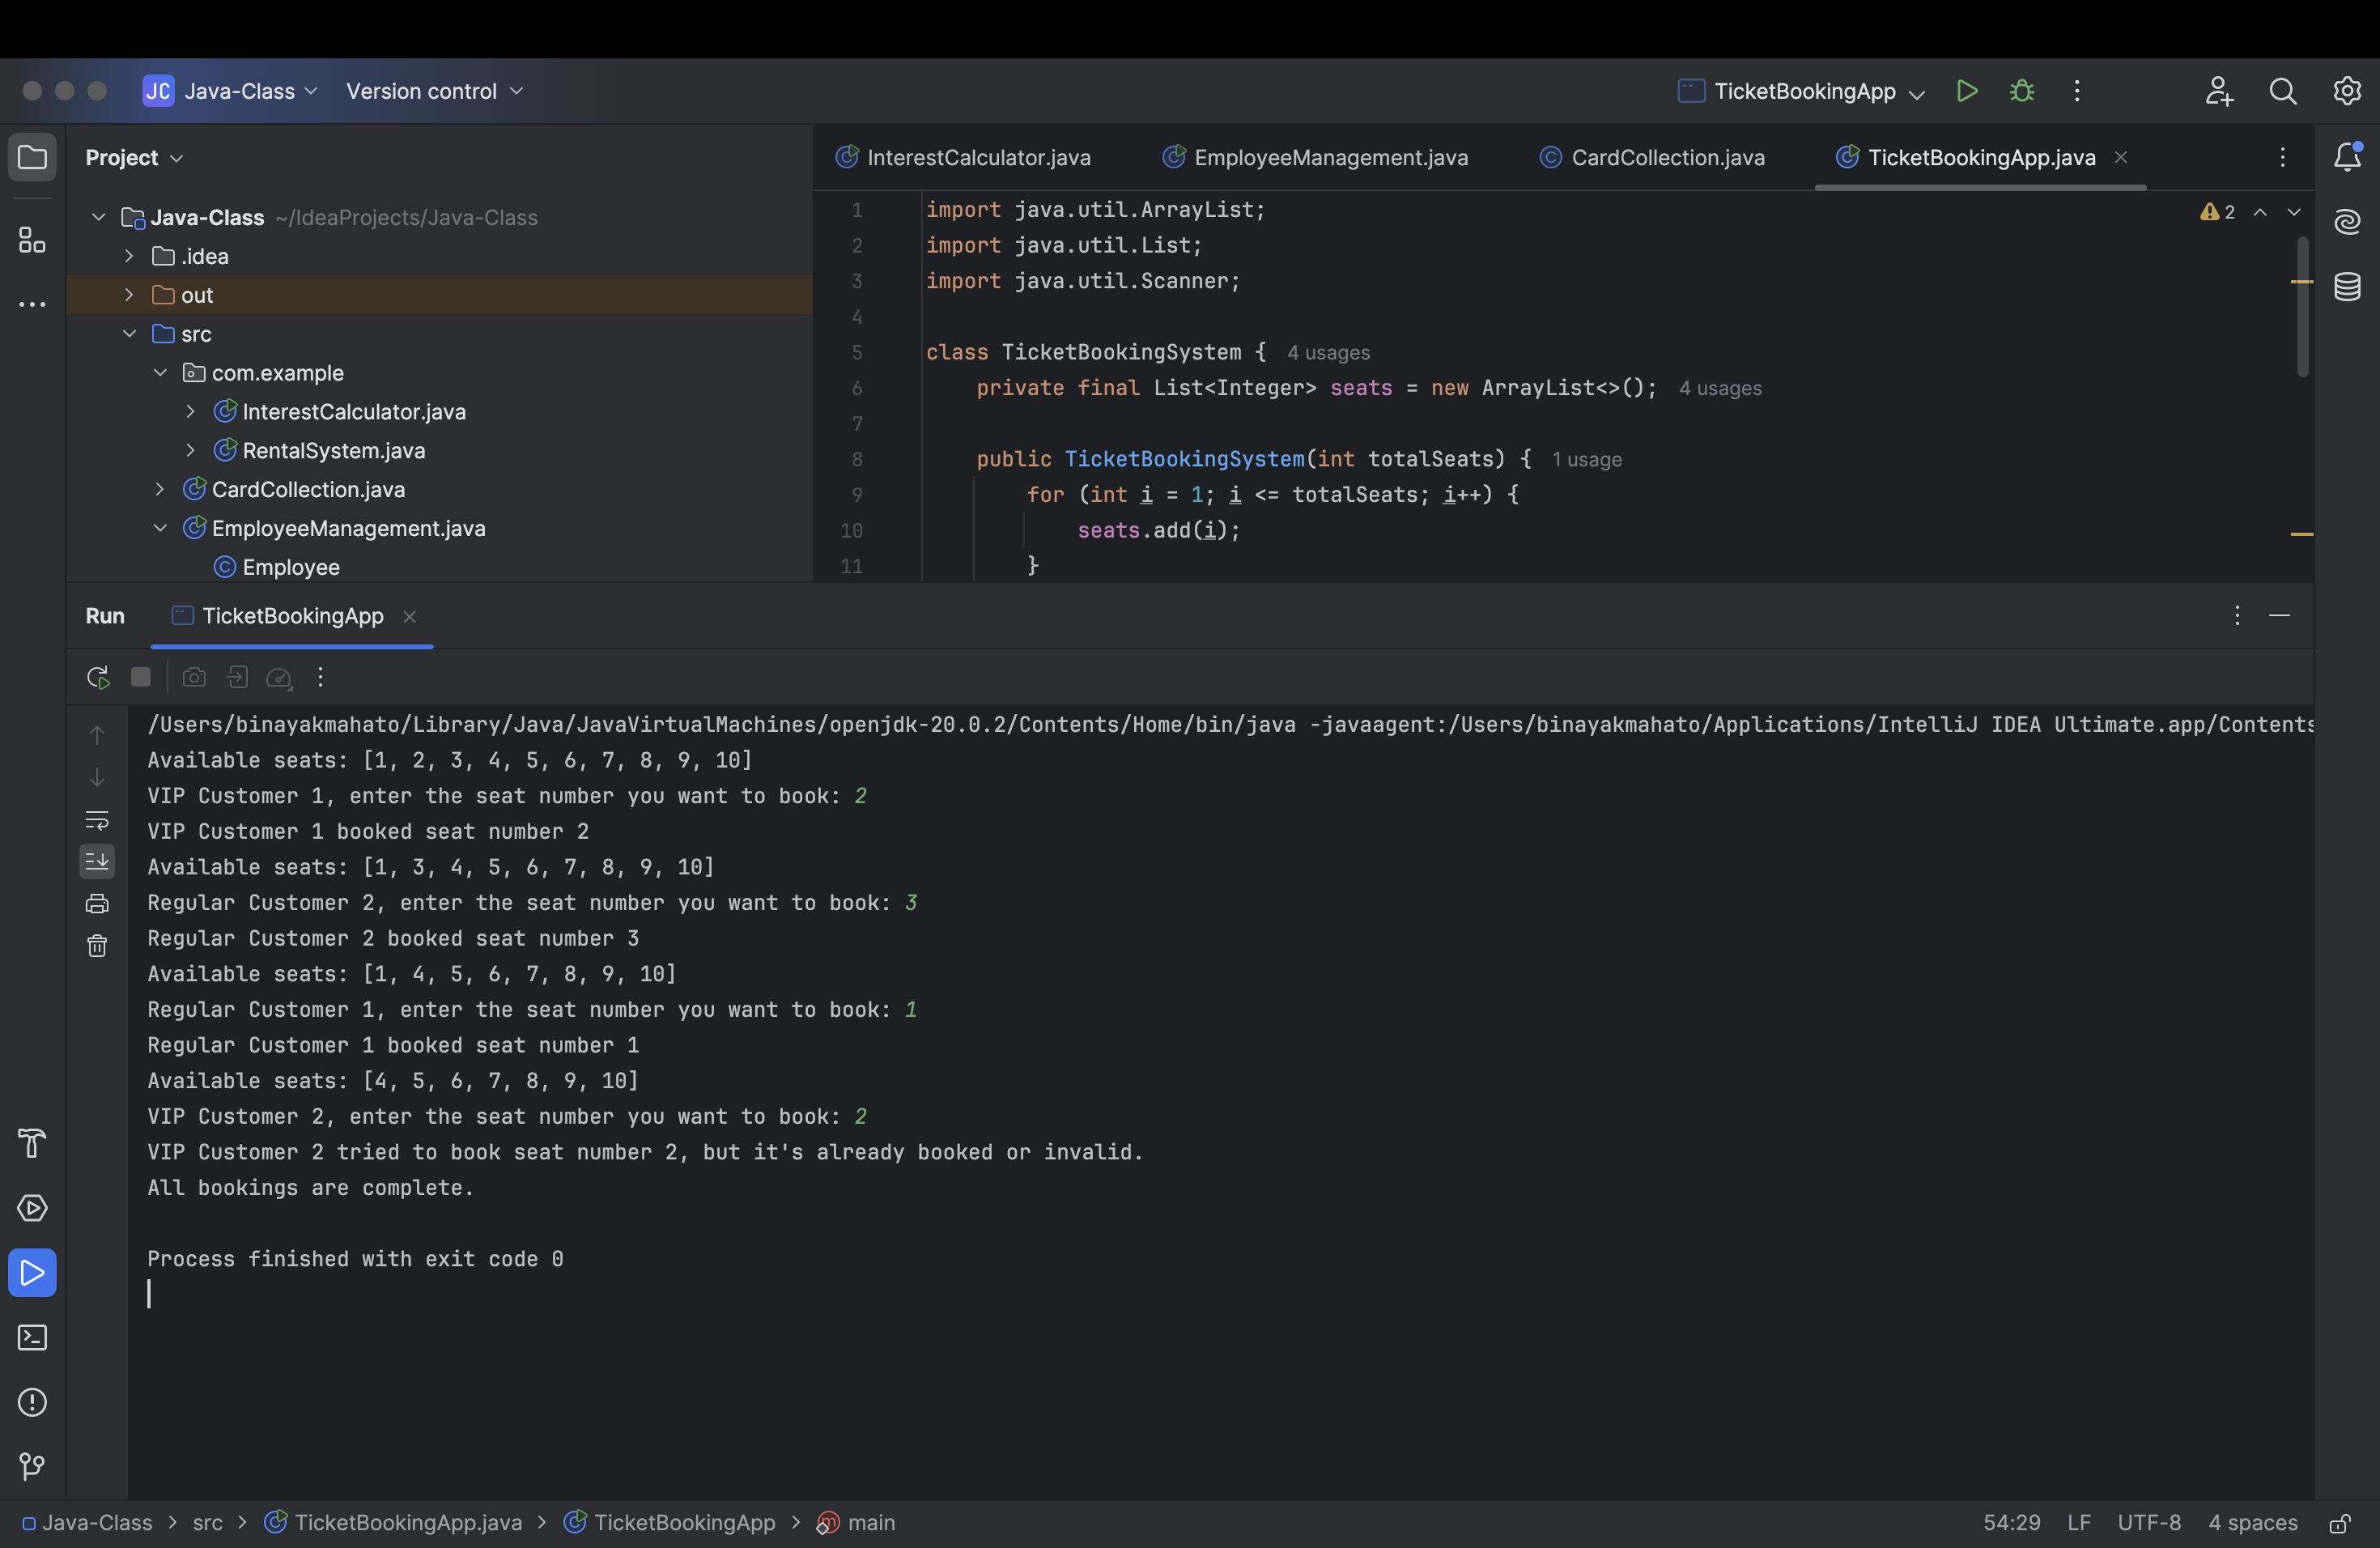 JC Java-Class Version control TicketBookingApp
Project
InterestCalculator.java EmployeeManagement.java CardCollection.java TicketBookingApp.java
Java-Class ~/IdeaProjects/Java-Class
.idea
out
src
com.example
InterestCalculator.java
RentalSystem.java
CardCollection.java
EmployeeManagement.java
Employee
2
1 import java.util.ArrayList;
2 import java.util.List;
3 import java.util.Scanner;
4
5 class TicketBookingSystem { 4 usages
6 private final List<Integer> seats = new ArrayList<>(); 4 usages
7
8 public TicketBookingSystem(int totalSeats) { 1 usage
9 for (int i = 1; i <= totalSeats; i++) {
10 seats.add(i);
11 }
Run TicketBookingApp
/Users/binayakmahato/Library/Java/JavaVirtualMachines/openjdk-20.0.2/Contents/Home/bin/java -javaagent:/Users/binayakmahato/Applications/IntelliJ IDEA Ultimate.app/Contents
Available seats: [1, 2, 3, 4, 5, 6, 7, 8, 9, 10]
VIP Customer 1, enter the seat number you want to book: 2
VIP Customer 1 booked seat number 2
Available seats: [1, 3, 4, 5, 6, 7, 8, 9, 10]
Regular Customer 2, enter the seat number you want to book: 3
Regular Customer 2 booked seat number 3
Available seats: [1, 4, 5, 6, 7, 8, 9, 10]
Regular Customer 1, enter the seat number you want to book: 1
Regular Customer 1 booked seat number 1
Available seats: [4, 5, 6, 7, 8, 9, 10]
VIP Customer 2, enter the seat number you want to book: 2
VIP Customer 2 tried to book seat number 2, but it's already booked or invalid.
All bookings are complete.
Process finished with exit code 0
Java-Class > src > TicketBookingApp.java > TicketBookingApp > main 54:29 LF UTF-8 4 spaces